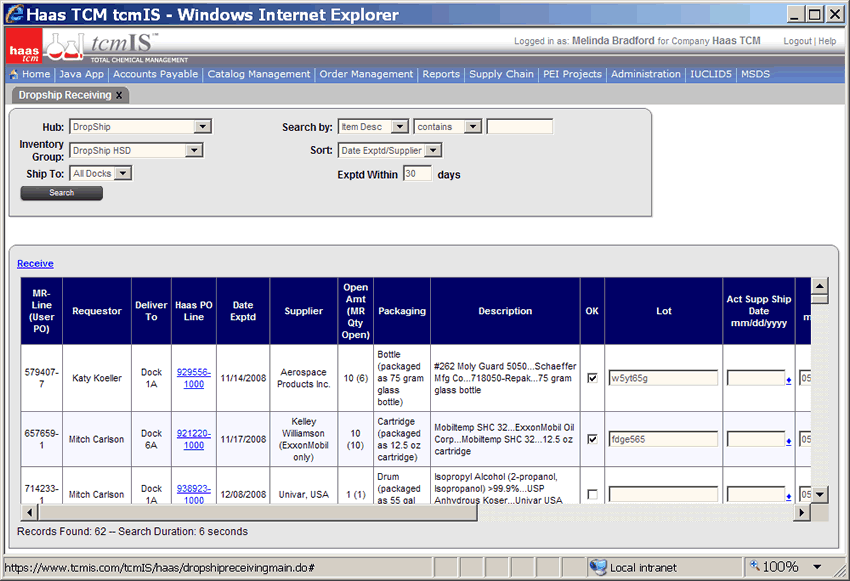 Haas TCM tcmIS - Windows Internet Explorer
haas tcm
tcmIS™
TOTAL CHEMICAL MANAGEMENT
Logged in as: Melinda Bradford for Company Haas TCM
Logout | Help
Home | Java App | Accounts Payable | Catalog Management | Order Management | Reports | Supply Chain | PEI Projects | Administration | IUCLID5 | MSDS
Dropship Receiving X
Hub: DropShip
Search by: Item Desc contains
Inventory Group: DropShip HSD
Sort: Date Exptd/Supplier
Ship To: All Docks
Exptd Within 30 days
Search
Receive
MR-Line (User PO) Requestor Deliver To Haas PO Line Date Exptd Supplier Open Amt (MR Qty Open) Packaging Description OK Lot Act Supp Ship Date mm/dd/yyyy m
579407-7 Katy Koeller Dock 1A 929556-1000 11/14/2008 Aerospace Products Inc. 10 (6) Bottle (packaged as 75 gram glass bottle) #262 Moly Guard 5050...Schaeffer Mfg Co...718050-Repak...75 gram glass bottle w5yt65g 05
657659-1 Mitch Carlson Dock 6A 921220-1000 11/17/2008 Kelley Williamson (ExxonMobil only) 10 (10) Cartridge (packaged as 12.5 oz cartridge) Mobiltemp SHC 32...ExxonMobil Oil Corp...Mobiltemp SHC 32...12.5 oz cartridge fdge565 05
714233-1 Mitch Carlson Dock 1A 938923-1000 12/08/2008 Univar, USA 1 (1) Drum (packaged as 55 gal Isopropyl Alcohol (2-propanol, Isopropanol) >99.9%...USP Anhydrous Koser...Univar USA 05
Records Found: 62 -- Search Duration: 6 seconds
https://www.tcmis.com/tcmIS/haas/dropshipreceivingmain.do#
Local intranet
100%